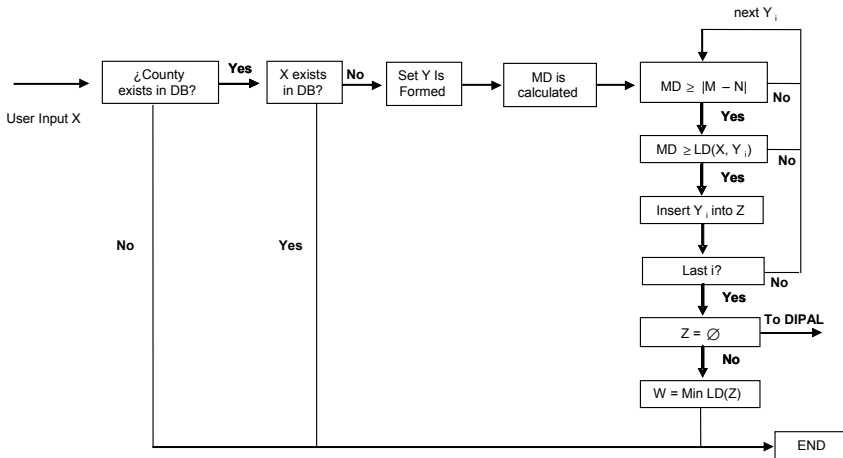 next Y i
¿County
exists in DB?
Yes
X exists
in DB?
No
Set Y Is
Formed
MD is
calculated
MD ≥ |M – N|
No
User Input X
Yes
MD ≥ LD(X, Y i)
No
Yes
Insert Y i into Z
No
Yes
Last i?
No
Yes
To DIPAL
Z = ∅
No
W = Min LD(Z)
END